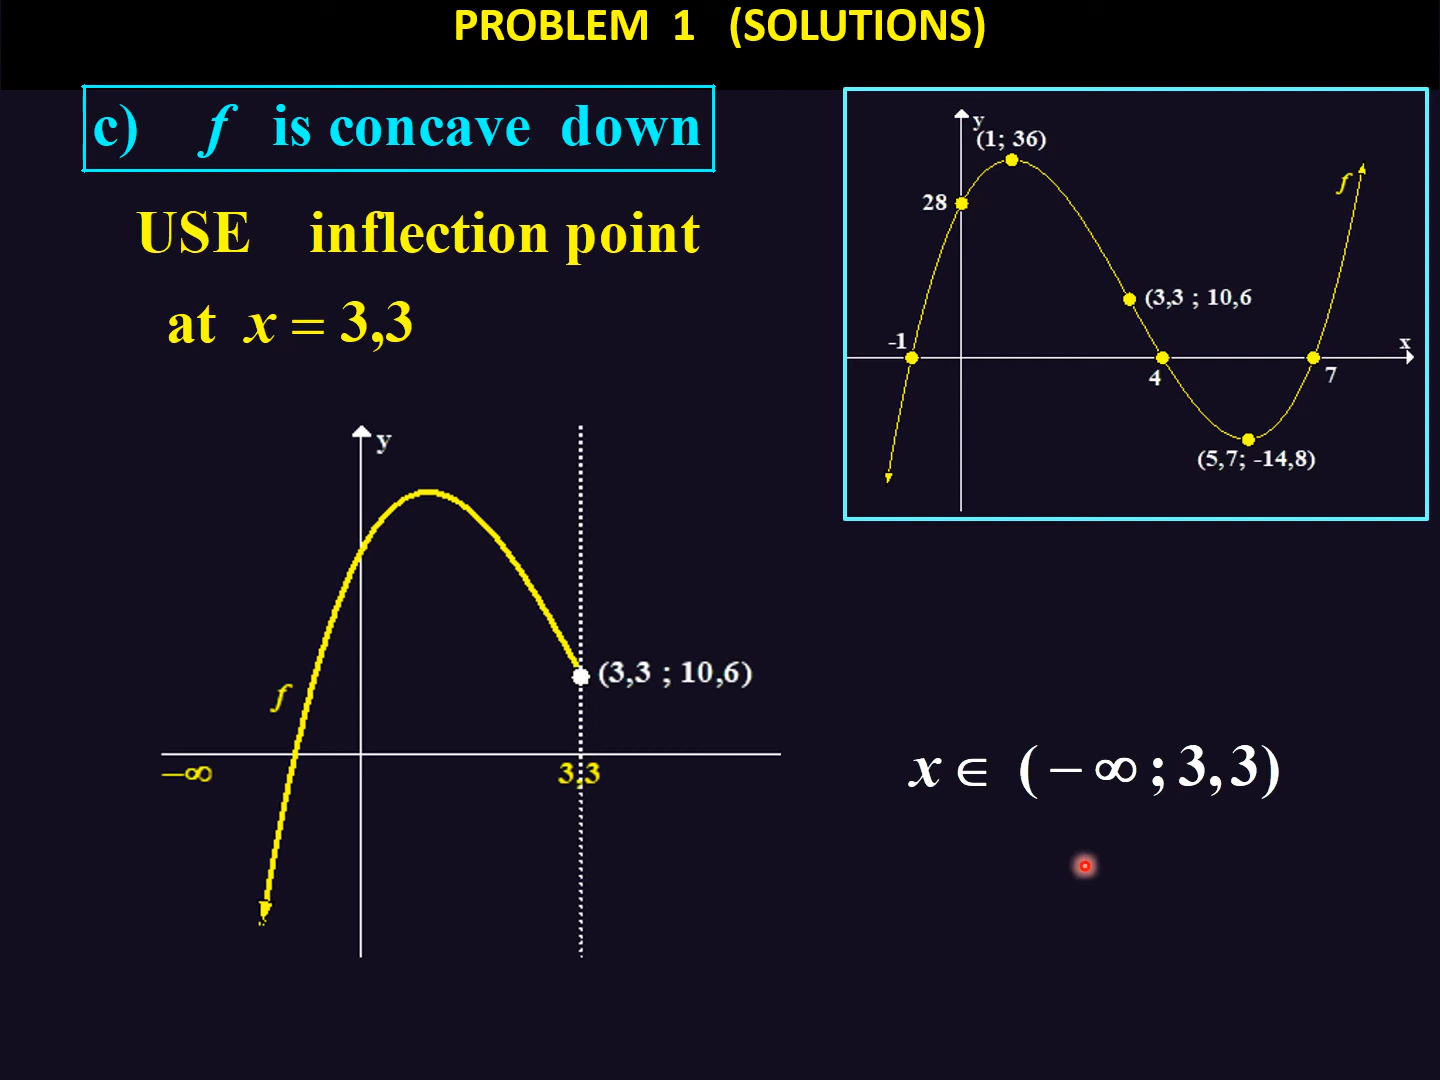 PROBLEM 1 (SOLUTIONS)
c) f is concave down
USE inflection point
at x = 3,3
y
(1; 36)
28
f
(3,3 ; 10,6
-1
x
4
7
(5,7; -14,8)
y
(3,3 ; 10,6)
f
−∞
3,3
x ∈ (−∞;3,3)